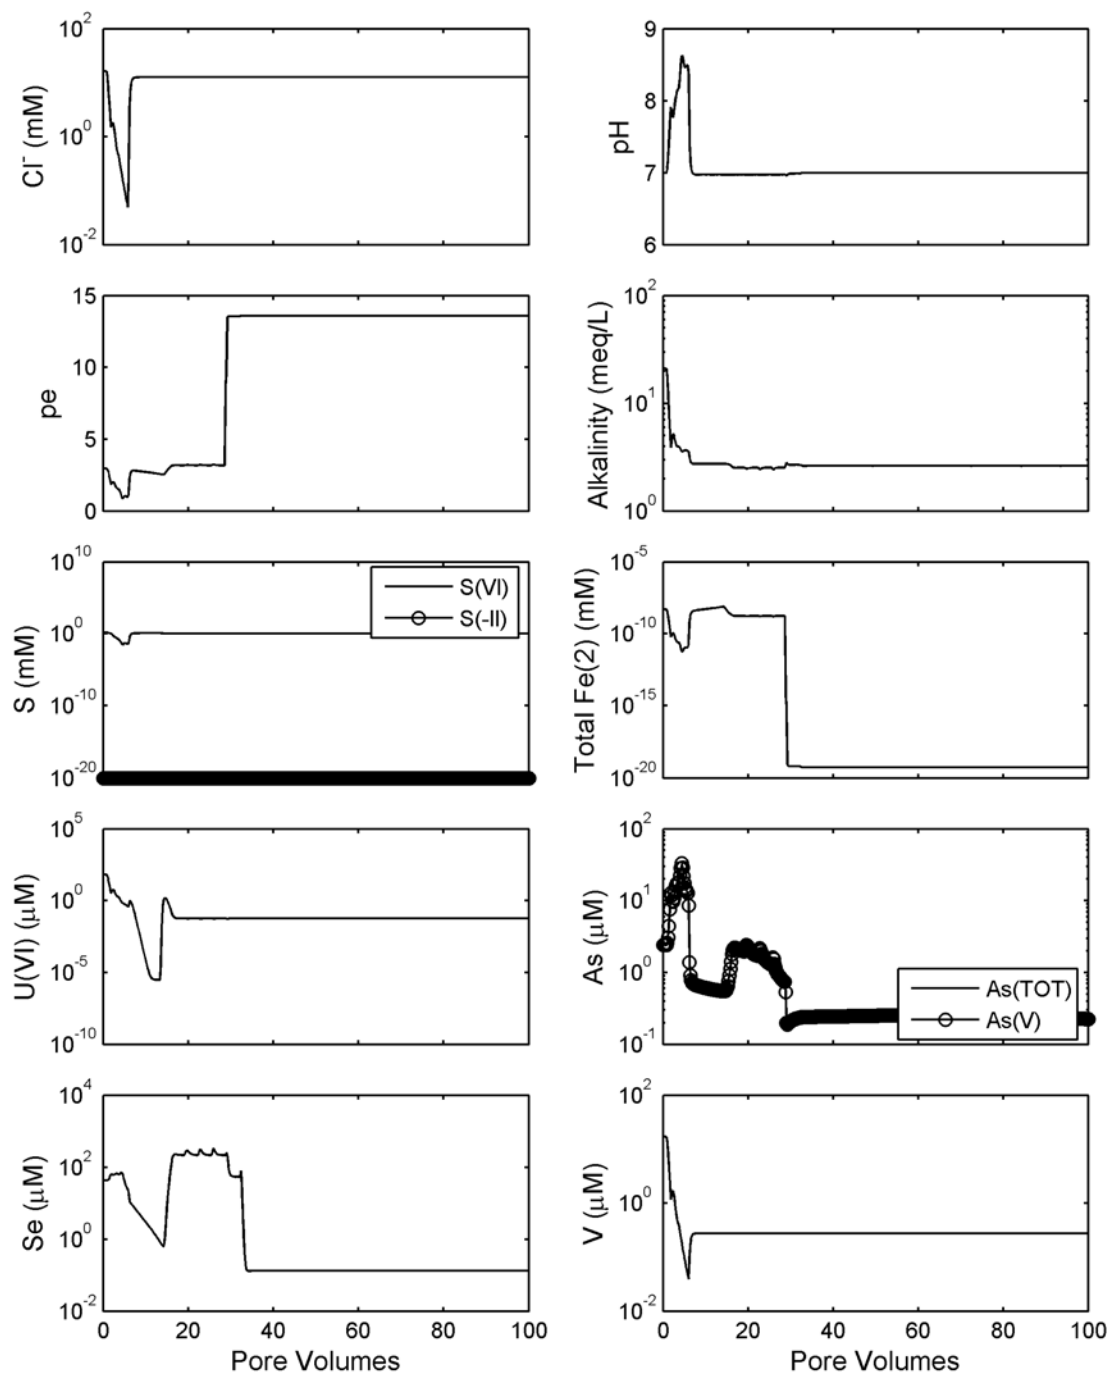 Cl⁻ (mM)
10²
10⁰
10⁻²
pH
9
8
7
6
pe
15
10
5
0
Alkalinity (meq/L)
10²
10¹
10⁰
S (mM)
10¹⁰
10⁰
10⁻¹⁰
10⁻²⁰
S(VI)
S(-II)
Total Fe(2) (mM)
10⁻⁵
10⁻¹⁰
10⁻¹⁵
10⁻²⁰
U(VI) (μM)
10⁵
10⁰
10⁻⁵
10⁻¹⁰
As (μM)
10²
10¹
10⁰
10⁻¹
As(TOT)
As(V)
Se (μM)
10⁴
10²
10⁰
10⁻²
0 20 40 60 80 100
Pore Volumes
V (μM)
10²
10⁰
10⁻²
0 20 40 60 80 100
Pore Volumes